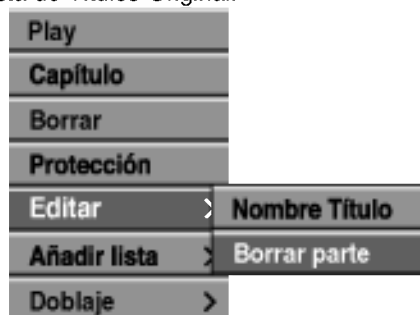 Play
Capítulo
Borrar
Protección
Editar >
Nombre Título
Borrar parte
Añadir lista >
Doblaje >